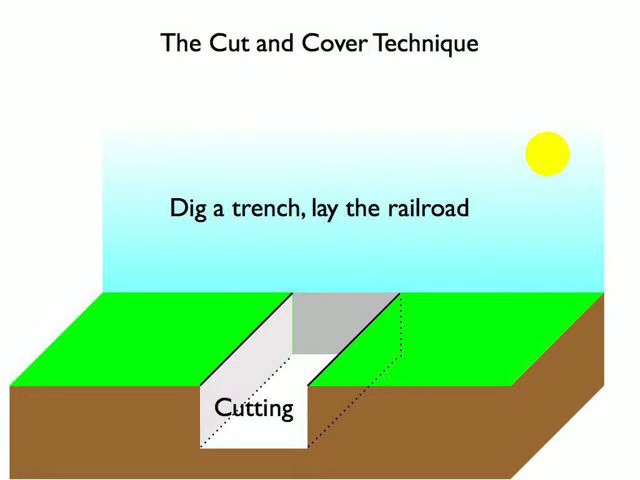 The Cut and Cover Technique
Dig a trench, lay the railroad
Cutting